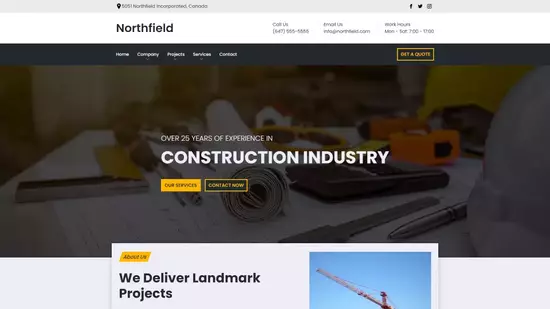 5051 Northfield Incorporated, Canada
Northfield
Call Us
(647) 555-5555
Email Us
info@northfield.com
Work Hours
Mon - Sat: 7:00 - 17:00
Home Company Projects Services Contact
GET A QUOTE
OVER 25 YEARS OF EXPERIENCE IN
CONSTRUCTION INDUSTRY
OUR SERVICES CONTACT NOW
About Us
We Deliver Landmark
Projects